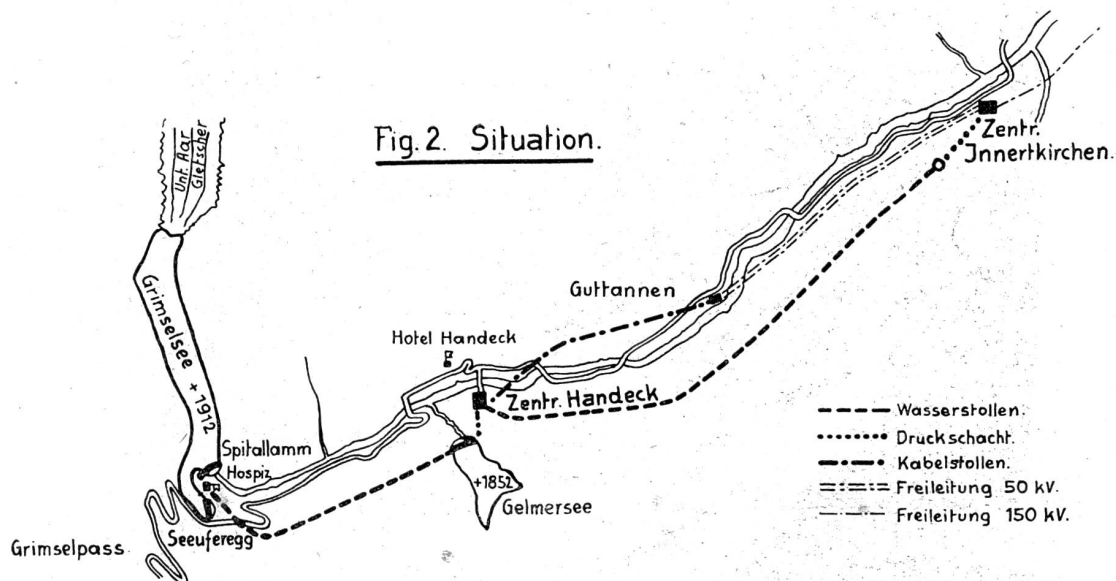 Fig. 2. Situation.
Unt. Aar
Gletscher
Grimselsee +1912
Spitallamm
Hospiz
Seeuferegg
Grimselpass
Hotel Handeck
Zentr. Handeck
+1852
Gelmersee
Guttannen
Zentr.
Innertkirchen.
Wasserstollen.
Druckschacht.
Kabelstollen.
Freileitung 50 kV.
Freileitung 150 kV.